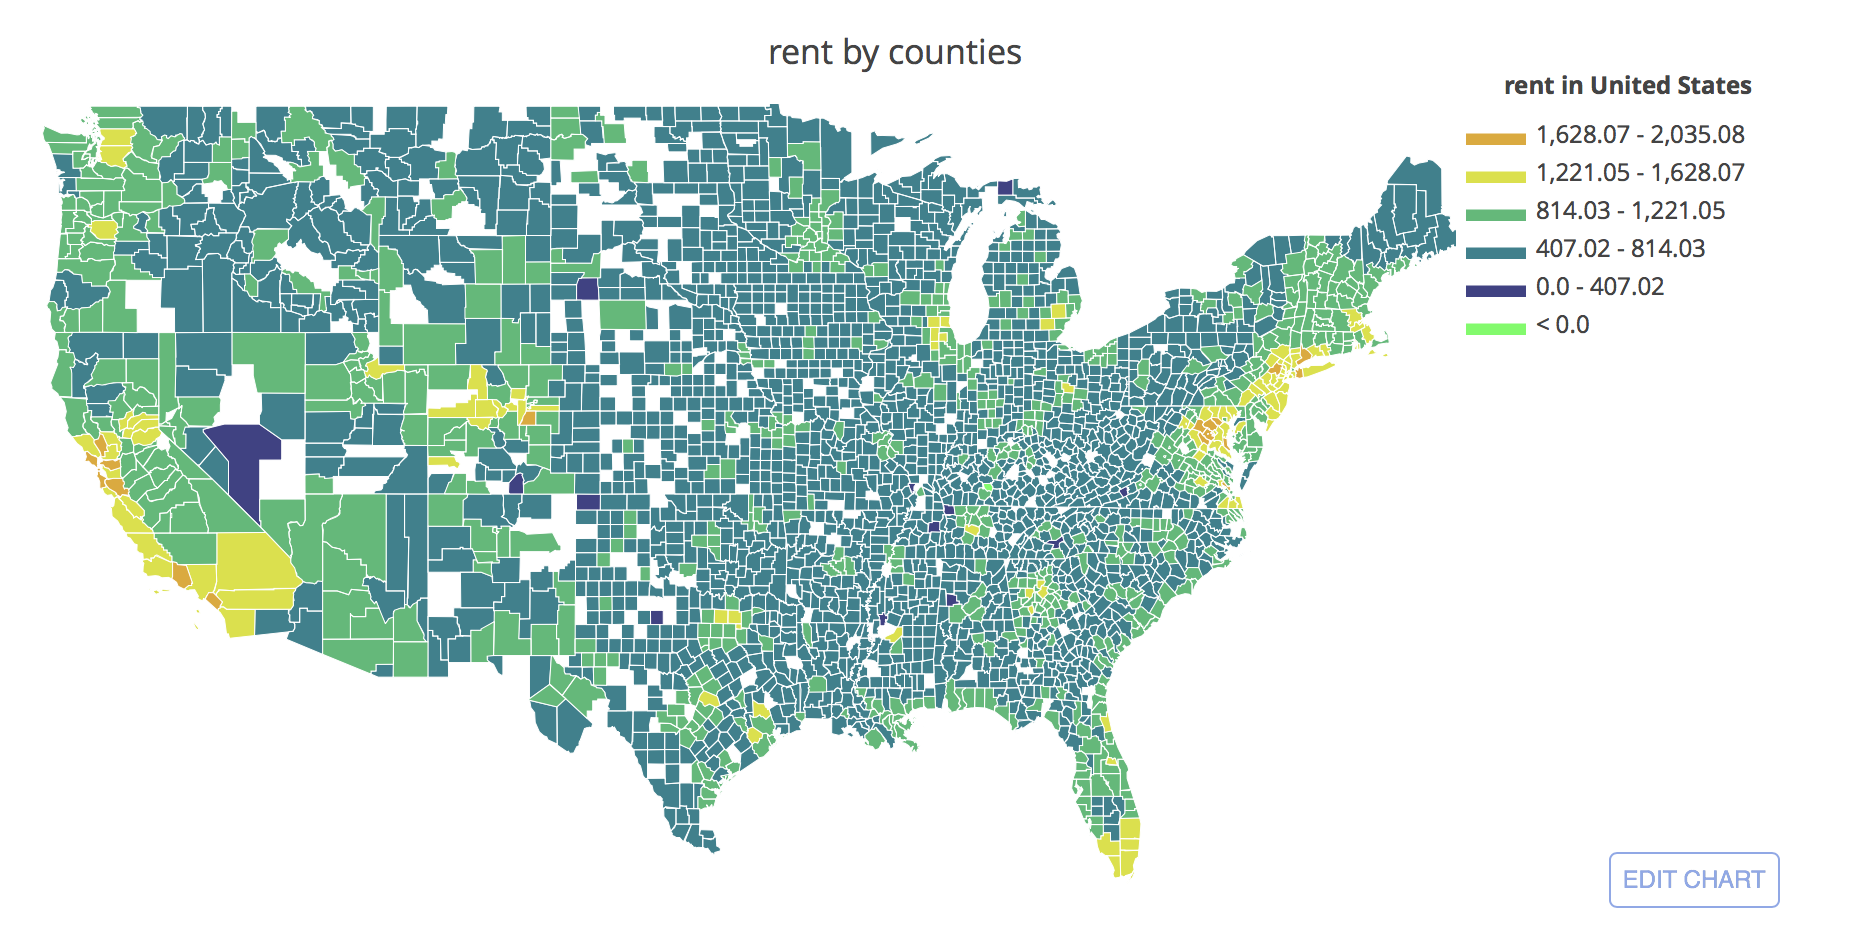 rent by counties
rent in United States
1,628.07 - 2,035.08
1,221.05 - 1,628.07
814.03 - 1,221.05
407.02 - 814.03
0.0 - 407.02
< 0.0
EDIT CHART